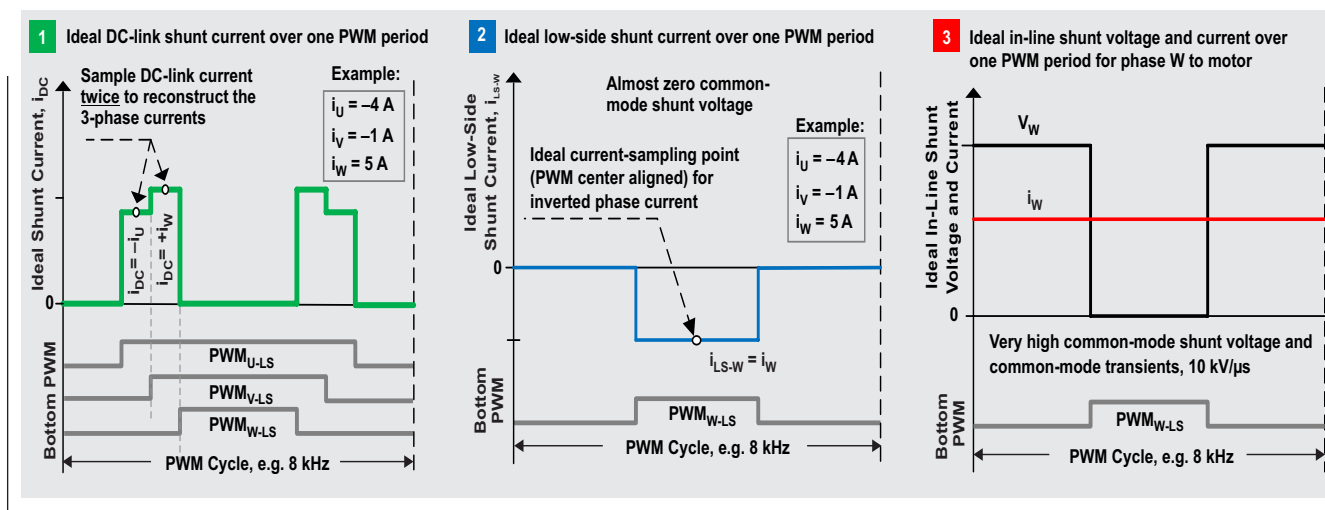 1 Ideal DC-link shunt current over one PWM period
Ideal Shunt Current, iDC
Sample DC-link current
twice to reconstruct the
3-phase currents
Example:
iU = –4 A
iV = –1 A
iW = 5 A
iDC= –iU
iDC= +iW
0
Bottom PWM
PWMU-LS
PWMV-LS
PWMW-LS
PWM Cycle, e.g. 8 kHz
2 Ideal low-side shunt current over one PWM period
Ideal Low-Side
Shunt Current, iLS-W
Almost zero common-
mode shunt voltage
Ideal current-sampling point
(PWM center aligned) for
inverted phase current
Example:
iU = –4 A
iV = –1 A
iW = 5 A
0
iLS-W = iW
Bottom
PWM
PWMW-LS
PWM Cycle, e.g. 8 kHz
3 Ideal in-line shunt voltage and current over
one PWM period for phase W to motor
Ideal In-Line Shunt
Voltage and Current
VW
iW
0
Very high common-mode shunt voltage and
common-mode transients, 10 kV/µs
Bottom
PWM
PWMW-LS
PWM Cycle, e.g. 8 kHz